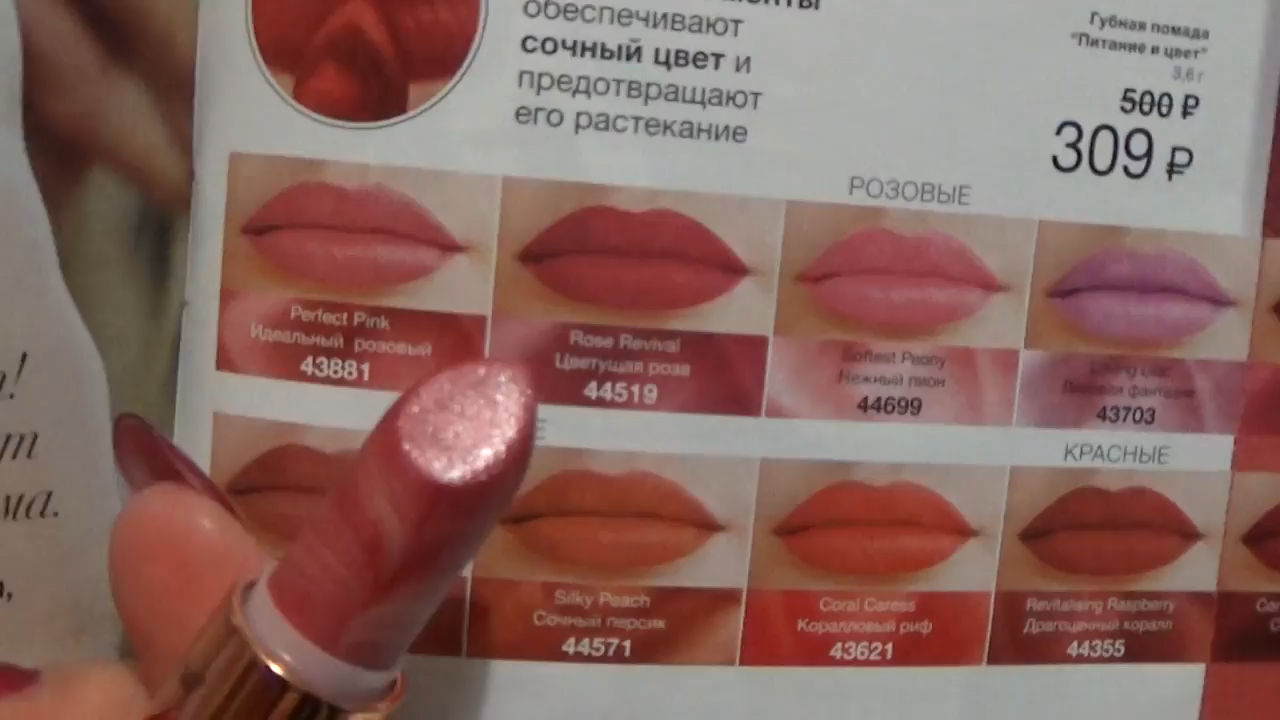 обеспечивают
сочный цвет и
предотвращают
его растекание
Губная помада
"Питание и цвет"
3,6 г
500 ₽
309 ₽
РОЗОВЫЕ
Perfect Pink
Идеальный розовый
43881
Rose Revival
Цветущая роза
44519
Softest Peony
Нежный пион
44699
43703
КРАСНЫЕ
Silky Peach
Сочный персик
44571
Coral Caress
Коралловый риф
43621
Revitalising Raspberry
Драгоценный коралл
44355